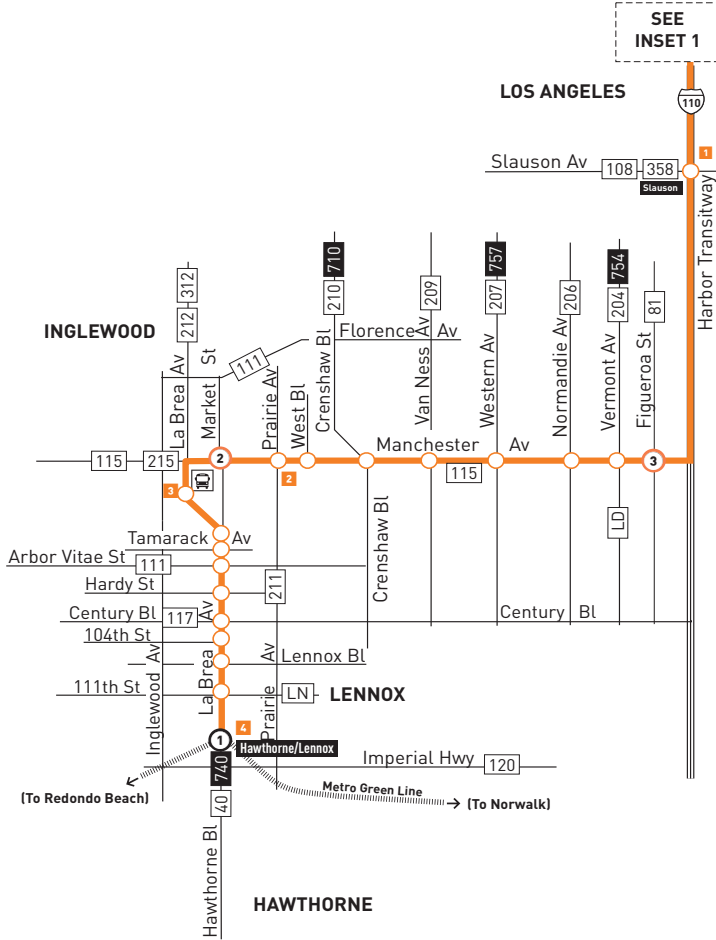 SEE
INSET 1
LOS ANGELES
110
1
Slauson Av
108
358
Slauson
Harbor Transitway
312
212
710
210
209
757
207
206
754
204
81
INGLEWOOD
La Brea Av
Market St
111
Florence Av
Prairie Av
West Bl
Crenshaw Bl
Van Ness Av
Western Av
Normandie Av
Vermont Av
Figueroa St
Manchester Av
115
215
2
115
3
2
3
LD
Tamarack Av
Arbor Vitae St
111
Hardy St
211
Crenshaw Bl
Century Bl
117
Century Bl
104th St
Lennox Bl
111th St
LN
LENNOX
Inglewood Av
La Brea Av
Prairie Av
1
4
Hawthorne/Lennox
740
40
Imperial Hwy
120
Metro Green Line
(To Redondo Beach)
(To Norwalk)
Hawthorne Bl
HAWTHORNE